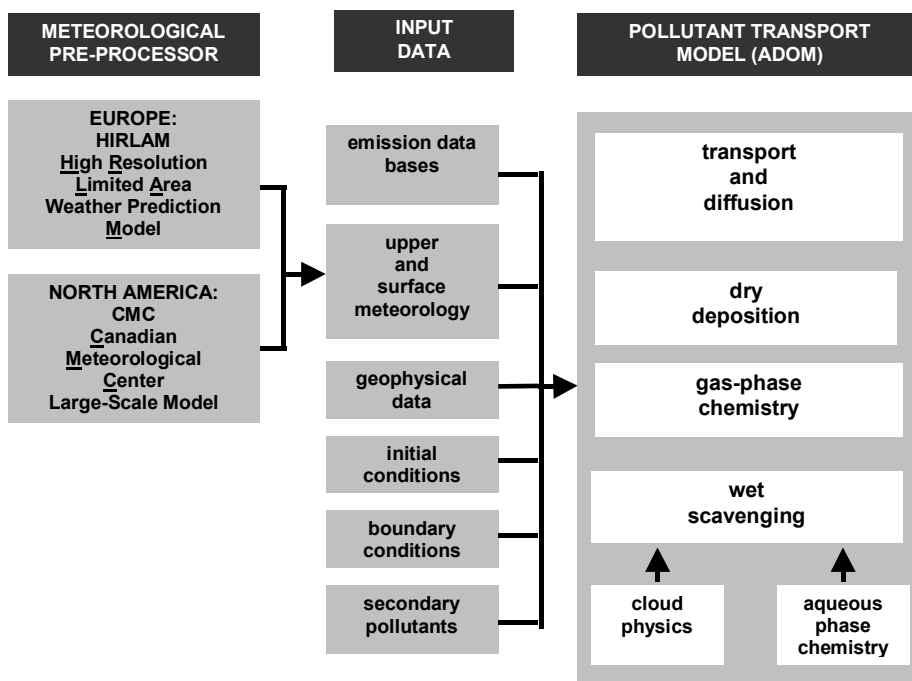 METEOROLOGICAL
PRE-PROCESSOR
EUROPE:
HIRLAM
High Resolution
Limited Area
Weather Prediction
Model
NORTH AMERICA:
CMC
Canadian
Meteorological
Center
Large-Scale Model
INPUT
DATA
emission data
bases
upper
and
surface
meteorology
geophysical
data
initial
conditions
boundary
conditions
secondary
pollutants
POLLUTANT TRANSPORT
MODEL (ADOM)
transport
and
diffusion
dry
deposition
gas-phase
chemistry
wet
scavenging
cloud
physics
aqueous
phase
chemistry